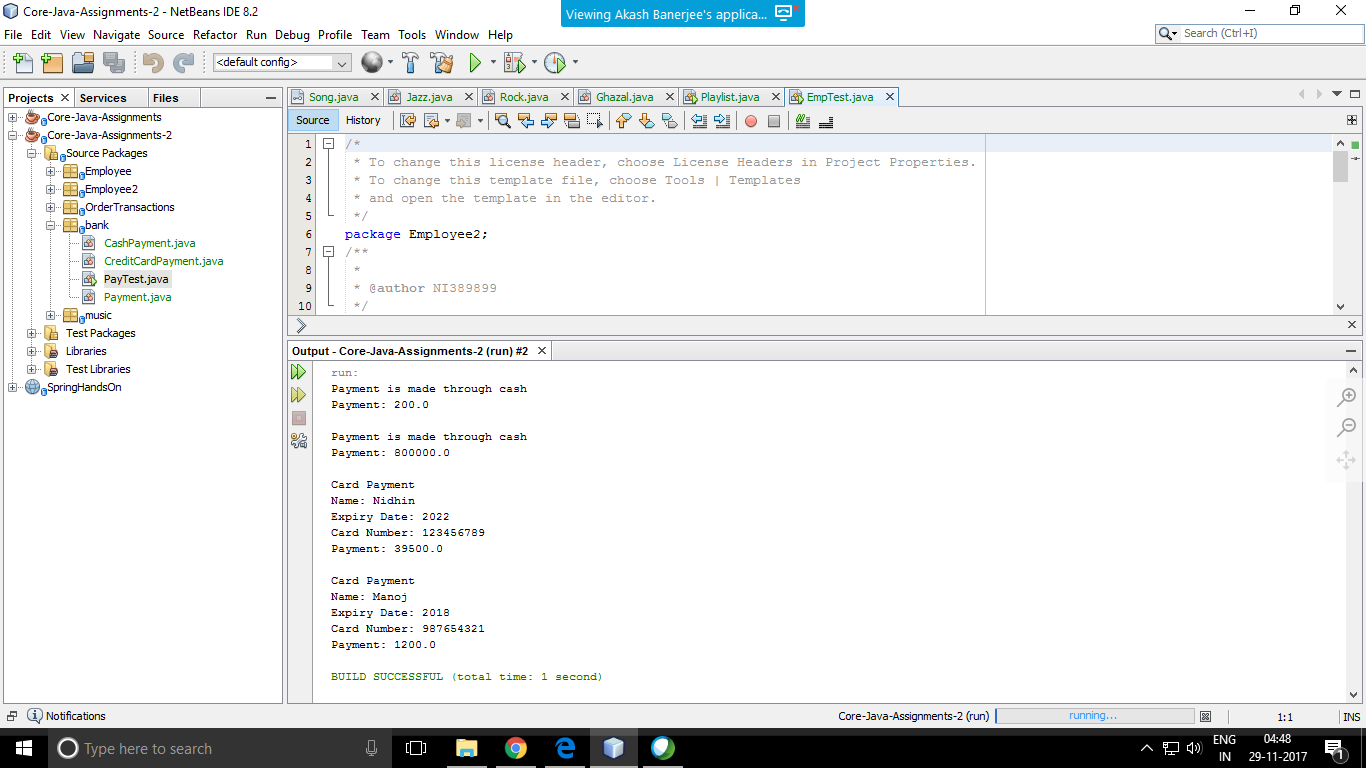 Core-Java-Assignments-2 - NetBeans IDE 8.2
Viewing Akash Banerjee's applica...
File Edit View Navigate Source Refactor Run Debug Profile Team Tools Window Help
Search (Ctrl+I)
<default config>
Projects Services Files
Core-Java-Assignments
Core-Java-Assignments-2
Source Packages
Employee
Employee2
OrderTransactions
bank
CashPayment.java
CreditCardPayment.java
PayTest.java
Payment.java
music
Test Packages
Libraries
Test Libraries
SpringHandsOn
Song.java Jazz.java Rock.java Ghazal.java Playlist.java EmpTest.java
Source History
1 /*
2 * To change this license header, choose License Headers in Project Properties.
3 * To change this template file, choose Tools | Templates
4 * and open the template in the editor.
5 */
6 package Employee2;
7 /**
8 *
9 * @author NI389899
10 */
Output - Core-Java-Assignments-2 (run) #2
run:
Payment is made through cash
Payment: 200.0
Payment is made through cash
Payment: 800000.0
Card Payment
Name: Nidhin
Expiry Date: 2022
Card Number: 123456789
Payment: 39500.0
Card Payment
Name: Manoj
Expiry Date: 2018
Card Number: 987654321
Payment: 1200.0
BUILD SUCCESSFUL (total time: 1 second)
Notifications
Core-Java-Assignments-2 (run) running...
1:1 INS
Type here to search
ENG
IN
04:48
29-11-2017
1